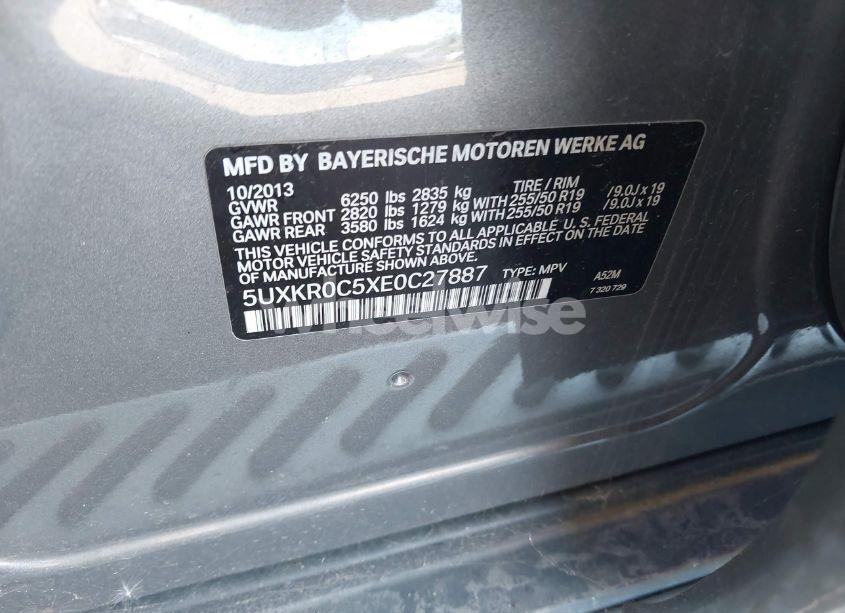 MFD BY BAYERISCHE MOTOREN WERKE AG
10/2013 TIRE / RIM
GVWR 6250 lbs 2835 kg
GAWR FRONT 2820 lbs 1279 kg WITH 255/50 R19 /9.0J x 19
GAWR REAR 3580 lbs 1624 kg WITH 255/50 R19 /9.0J x 19
THIS VEHICLE CONFORMS TO ALL APPLICABLE U.S. FEDERAL
MOTOR VEHICLE SAFETY STANDARDS IN EFFECT ON THE DATE
OF MANUFACTURE SHOWN ABOVE.
5UXKR0C5XE0C27887 TYPE: MPV A52M
7 320 729
wheelwise